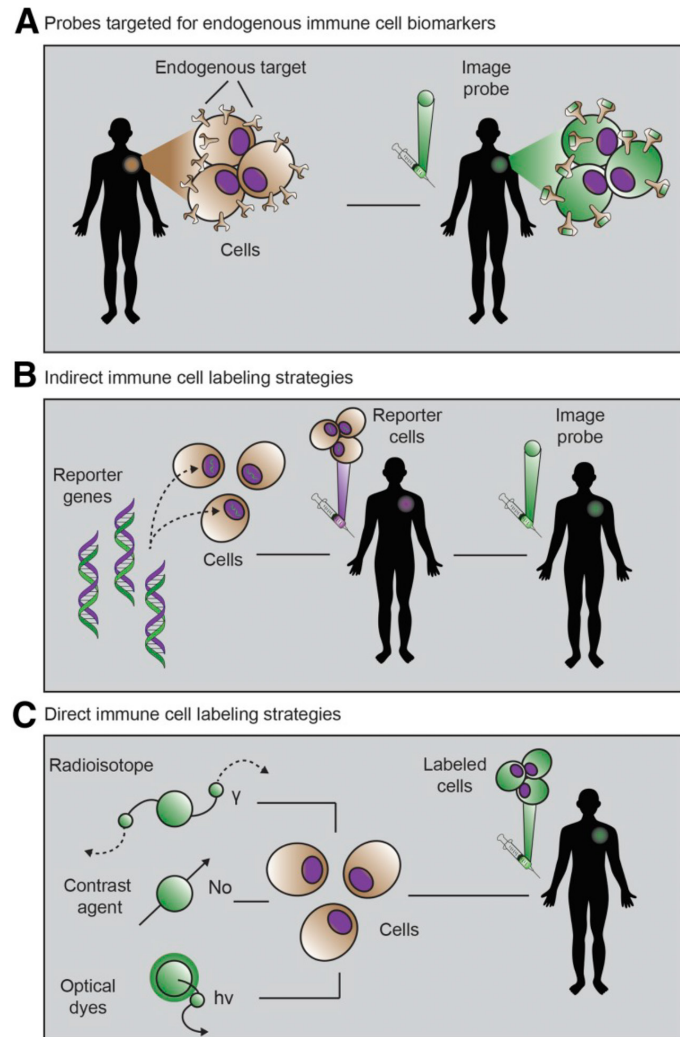 A Probes targeted for endogenous immune cell biomarkers
Endogenous target
Image
probe
Cells
B Indirect immune cell labeling strategies
Reporter
genes
Cells
Reporter
cells
Image
probe
C Direct immune cell labeling strategies
Radioisotope
γ
Contrast
agent
No
Optical
dyes
hv
Cells
Labeled
cells